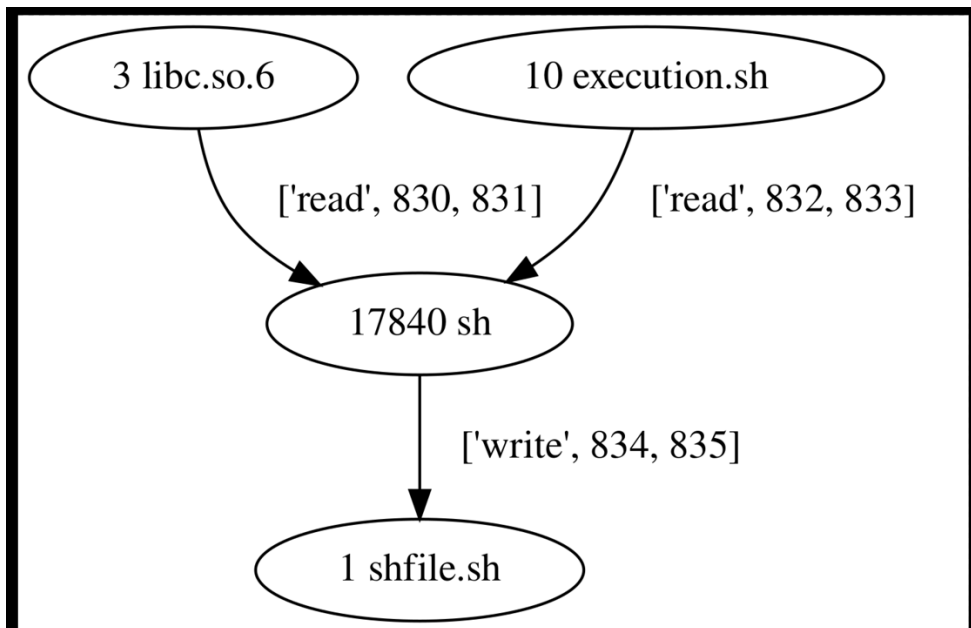 3 libc.so.6
10 execution.sh
['read', 830, 831]
['read', 832, 833]
17840 sh
['write', 834, 835]
1 shfile.sh